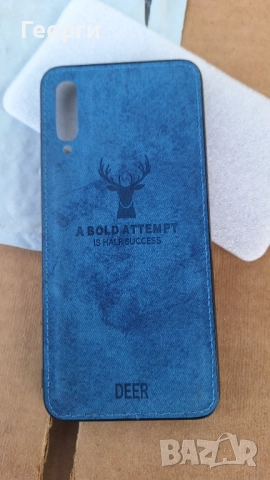 Георги
A BOLD ATTEMPT
IS HALF SUCCESS
DEER
BAZAR.BG